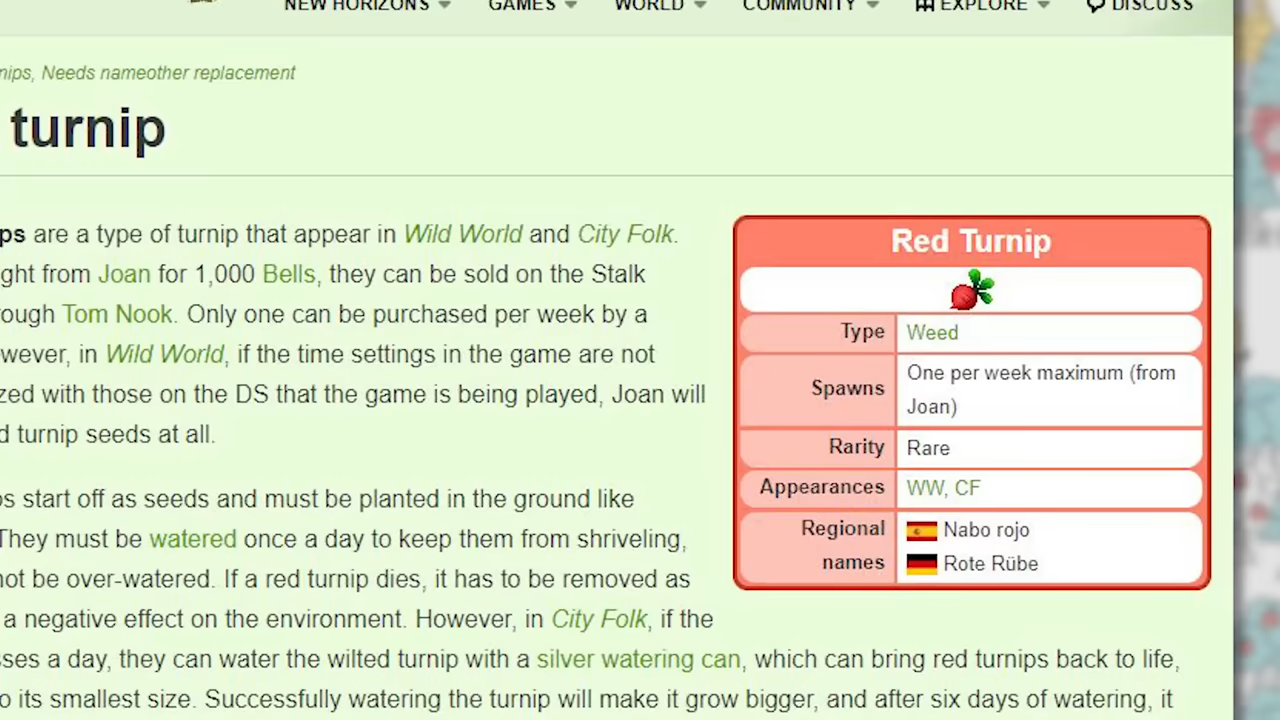 NEW HORIZONS GAMES WORLD COMMUNITY EXPLORE DISCUSS
nips, Needs nameother replacement
turnip
ps are a type of turnip that appear in Wild World and City Folk.
ght from Joan for 1,000 Bells, they can be sold on the Stalk
ough Tom Nook. Only one can be purchased per week by a
wever, in Wild World, if the time settings in the game are not
zed with those on the DS that the game is being played, Joan will
d turnip seeds at all.
Red Turnip
Type Weed
Spawns One per week maximum (from
Joan)
Rarity Rare
Appearances WW, CF
Regional names Nabo rojo
Rote Rübe
s start off as seeds and must be planted in the ground like
They must be watered once a day to keep them from shriveling,
not be over-watered. If a red turnip dies, it has to be removed as
a negative effect on the environment. However, in City Folk, if the
sses a day, they can water the wilted turnip with a silver watering can, which can bring red turnips back to life,
o its smallest size. Successfully watering the turnip will make it grow bigger, and after six days of watering, it